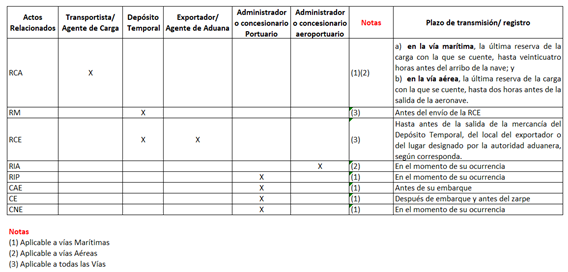 Actos Relacionados | Transportista/ Agente de Carga | Depósito Temporal | Exportador/ Agente de Aduana | Administrador o concesionario Portuario | Administrador o concesionario aeroportuario | Notas | Plazo de transmisión/ registro
RCA | X | (1)(2) | a) en la vía marítima, la última reserva de la
carga con la que se cuente, hasta veinticuatro
horas antes del arribo de la nave; y
b) en la vía aérea, la última reserva de la carga
con la que se cuente, hasta dos horas antes de la
salida de la aeronave.
RM | X | (3) | Antes del envío de la RCE
RCE | X | X | (3) | Hasta antes de la salida de la mercancía del
Depósito Temporal, del local del exportador o
del lugar designado por la autoridad aduanera,
según corresponda.
RIA | X | (2) | En el momento de su ocurrencia
RIP | X | (1) | En el momento de su ocurrencia
CAE | X | (1) | Antes de su embarque
CE | X | (1) | Después de embarque y antes del zarpe
CNE | X | (1) | En el momento de su ocurrencia
Notas
(1) Aplicable a vías Marítimas
(2) Aplicable a vías Aéreas
(3) Aplicable a todas las Vías